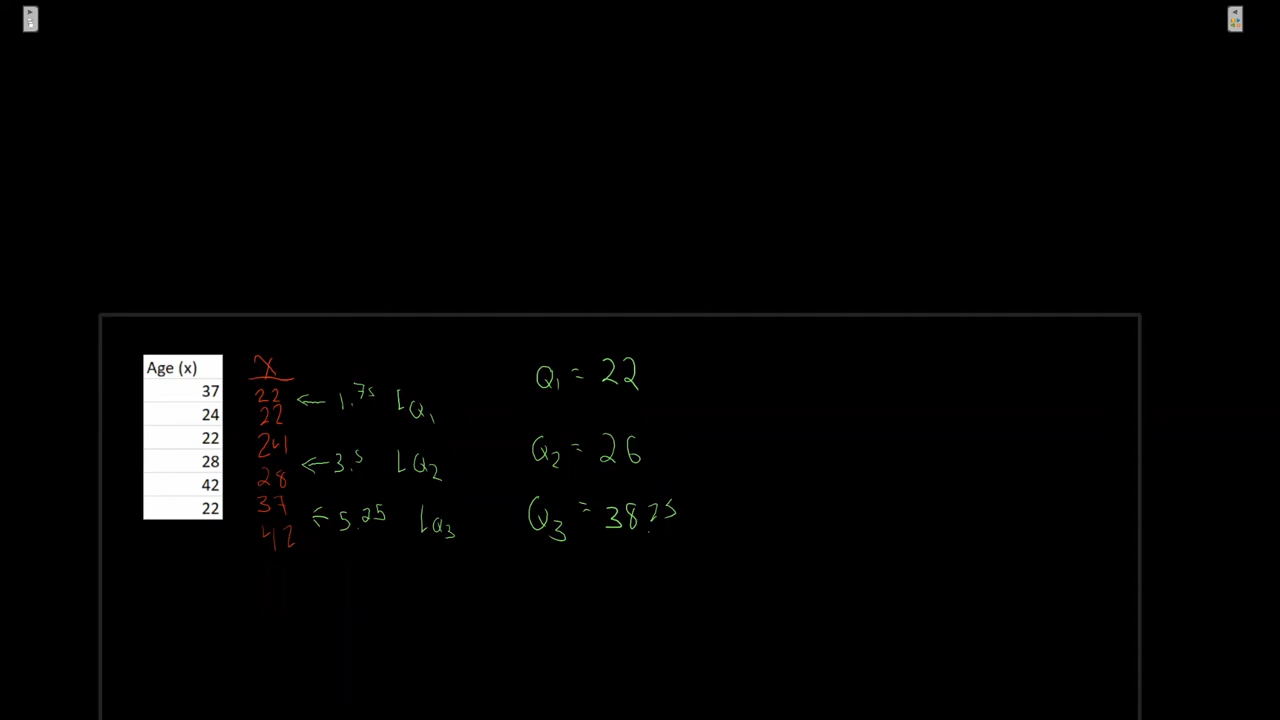 Age (x)
37
24
22
28
42
22
X
22
22
24
28
37
42
← 1.75 LQ1
← 3.5 LQ2
← 5.25 LQ3
Q1 = 22
Q2 = 26
Q3 = 38.25